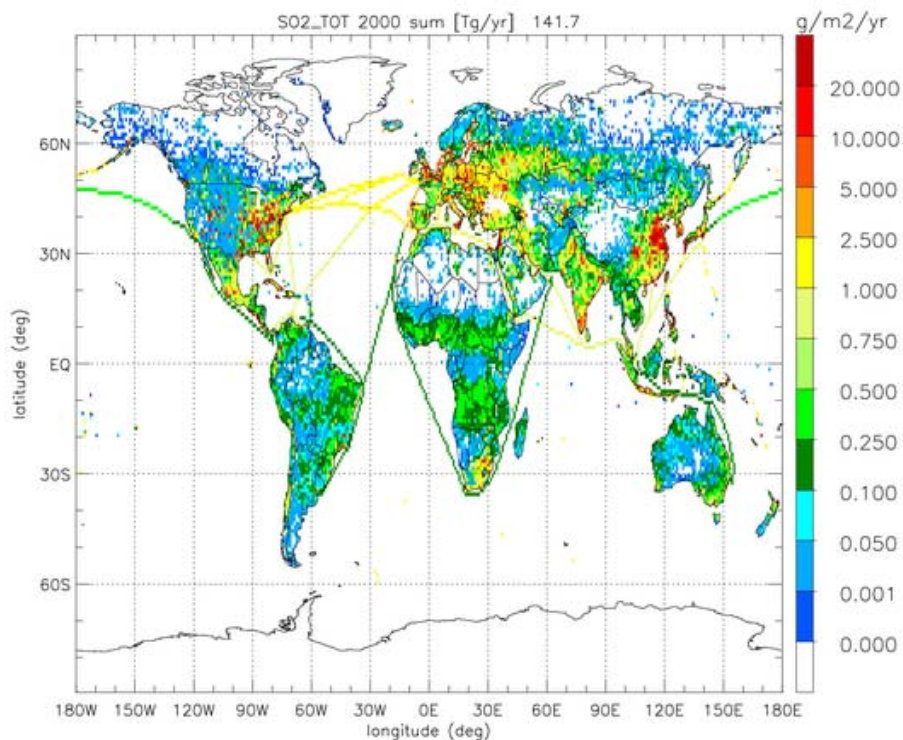 SO2_TOT 2000 sum [Tg/yr] 141.7
g/m2/yr
20.000
10.000
5.000
2.500
1.000
0.750
0.500
0.250
0.100
0.050
0.001
0.000
latitude (deg)
60N
30N
EQ
30S
60S
180W 150W 120W 90W 60W 30W 0E 30E 60E 90E 120E 150E 180E
longitude (deg)